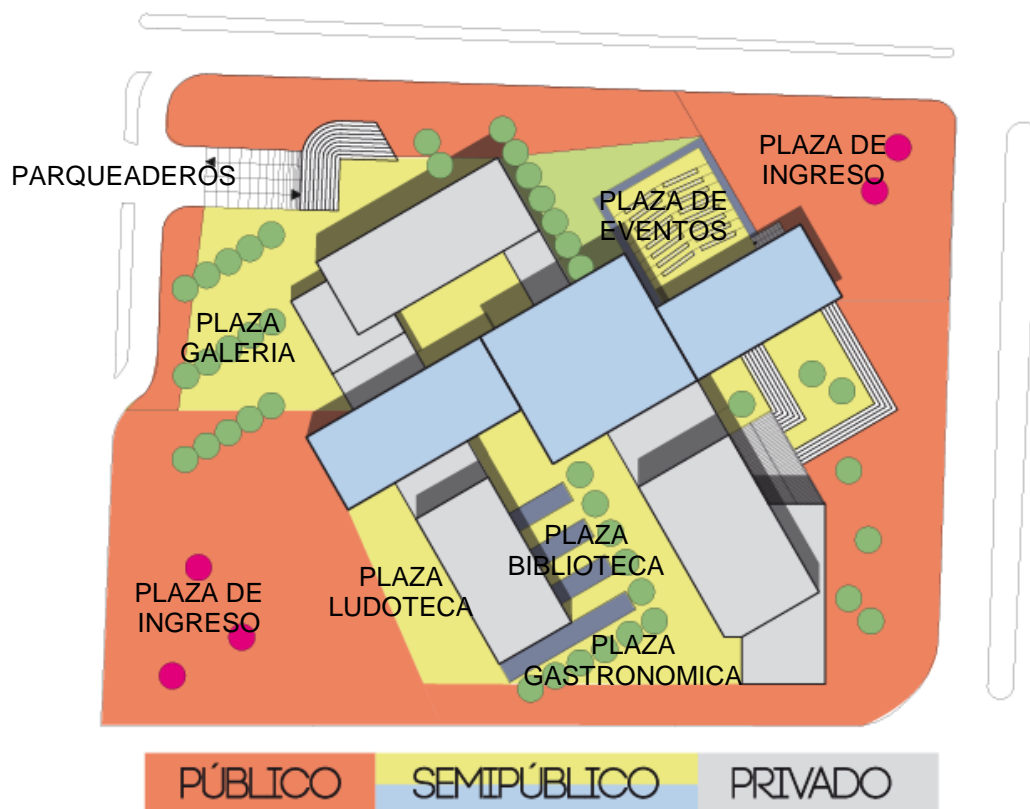 PARQUEADEROS
PLAZA DE
INGRESO
PLAZA DE
EVENTOS
PLAZA
GALERIA
PLAZA
BIBLIOTECA
PLAZA
LUDOTECA
PLAZA DE
INGRESO
PLAZA
GASTRONOMICA
PÚBLICO
SEMIPÚBLICO
PRIVADO